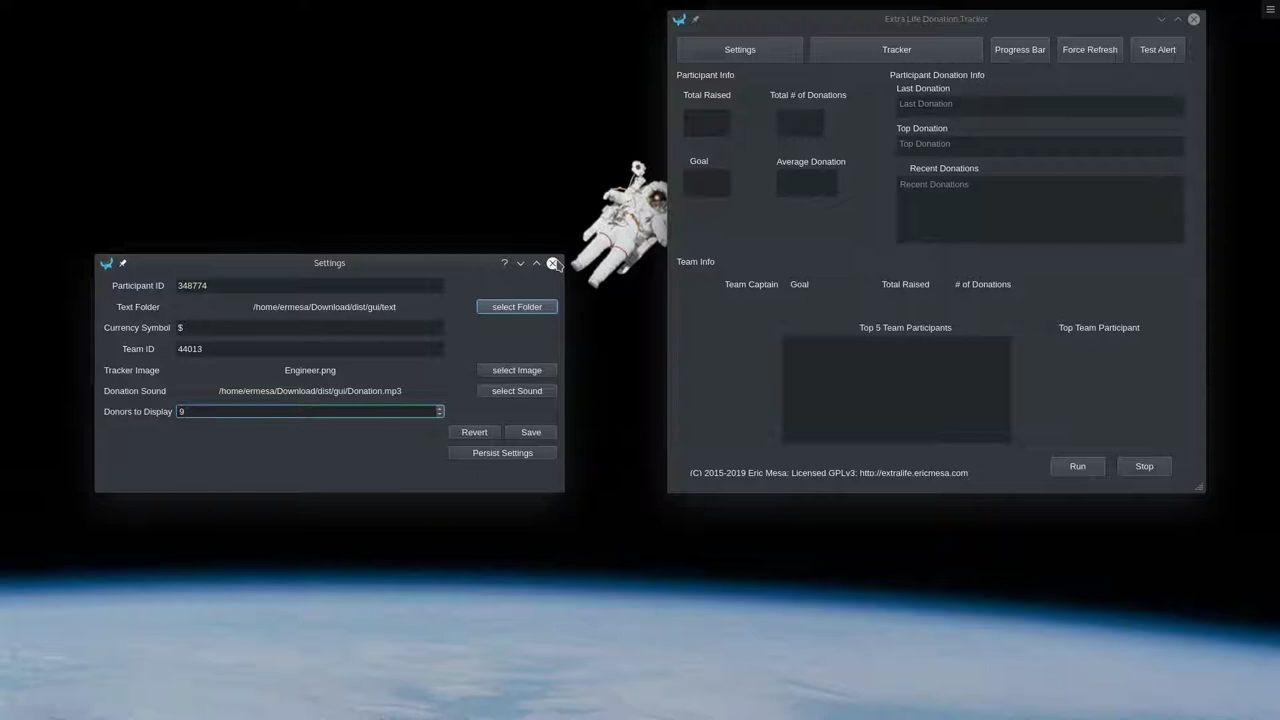 Settings
?
Participant ID 348774
Text Folder /home/ermesa/Download/dist/gui/text select Folder
Currency Symbol $
Team ID 44013
Tracker Image Engineer.png select Image
Donation Sound /home/ermesa/Download/dist/gui/Donation.mp3 select Sound
Donors to Display 9
Revert Save
Persist Settings
Extra Life Donation Tracker
Settings Tracker Progress Bar Force Refresh Test Alert
Participant Info
Total Raised Total # of Donations
Goal Average Donation
Participant Donation Info
Last Donation
Last Donation
Top Donation
Top Donation
Recent Donations
Recent Donations
Team Info
Team Captain Goal Total Raised # of Donations
Top 5 Team Participants Top Team Participant
Run Stop
(C) 2015-2019 Eric Mesa: Licensed GPLv3: http://extralife.ericmesa.com